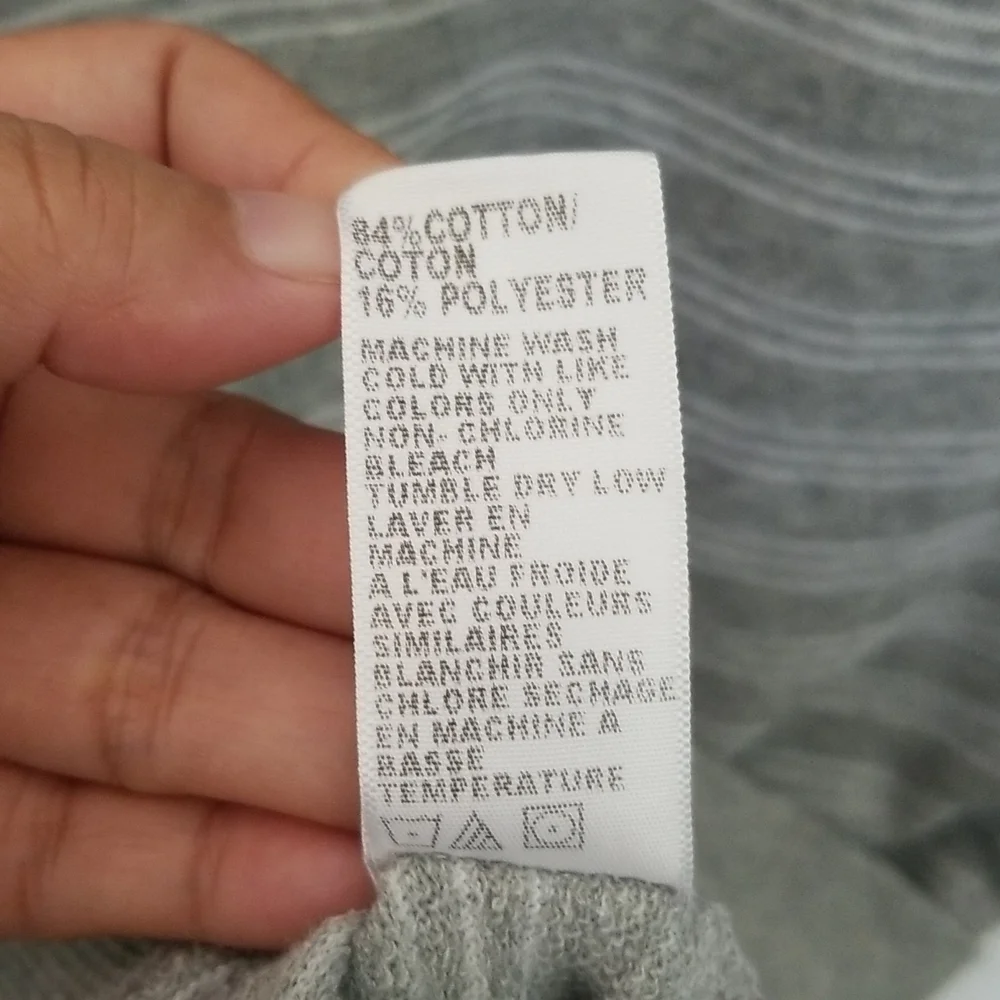 84% COTTON/
COTON
16% POLYESTER
MACHINE WASH
COLD WITH LIKE
COLORS ONLY
NON-CHLORINE
BLEACH
TUMBLE DRY LOW
LAVER EN
MACHINE
A L'EAU FROIDE
AVEC COULEURS
SIMILAIRES
BLANCHIR SANS
CHLORE SECHAGE
EN MACHINE A
BASSE
TEMPERATURE